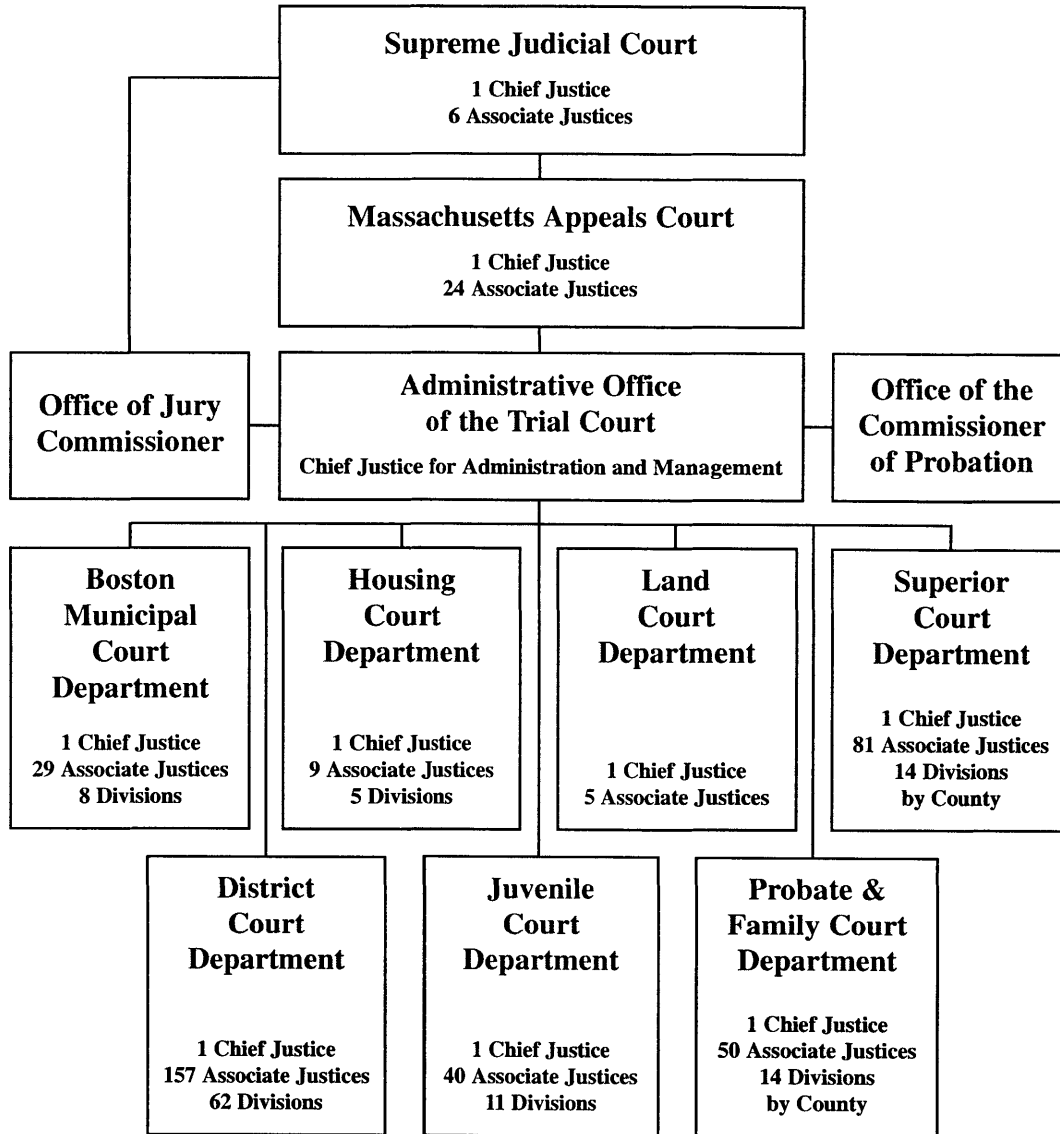 Supreme Judicial Court
1 Chief Justice
6 Associate Justices
Massachusetts Appeals Court
1 Chief Justice
24 Associate Justices
Office of Jury
Commissioner
Administrative Office
of the Trial Court
Chief Justice for Administration and Management
Office of the
Commissioner
of Probation
Boston
Municipal
Court
Department
1 Chief Justice
29 Associate Justices
8 Divisions
Housing
Court
Department
1 Chief Justice
9 Associate Justices
5 Divisions
Land
Court
Department
1 Chief Justice
5 Associate Justices
Superior
Court
Department
1 Chief Justice
81 Associate Justices
14 Divisions
by County
District
Court
Department
1 Chief Justice
157 Associate Justices
62 Divisions
Juvenile
Court
Department
1 Chief Justice
40 Associate Justices
11 Divisions
Probate &
Family Court
Department
1 Chief Justice
50 Associate Justices
14 Divisions
by County